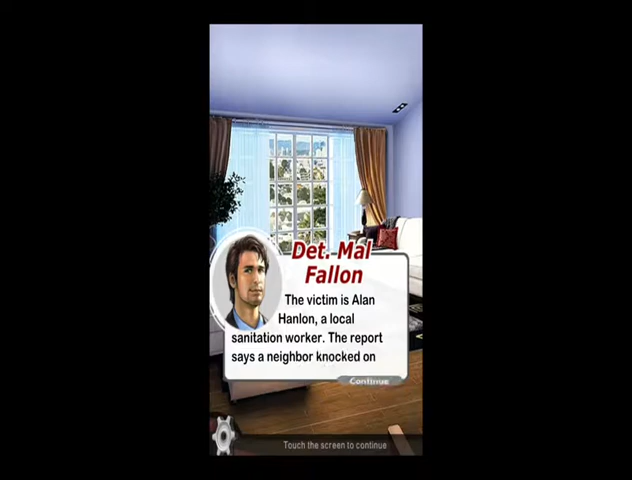 Det. Mal
Fallon
The victim is Alan
Hanlon, a local
sanitation worker. The report
says a neighbor knocked on
Continue
Touch the screen to continue